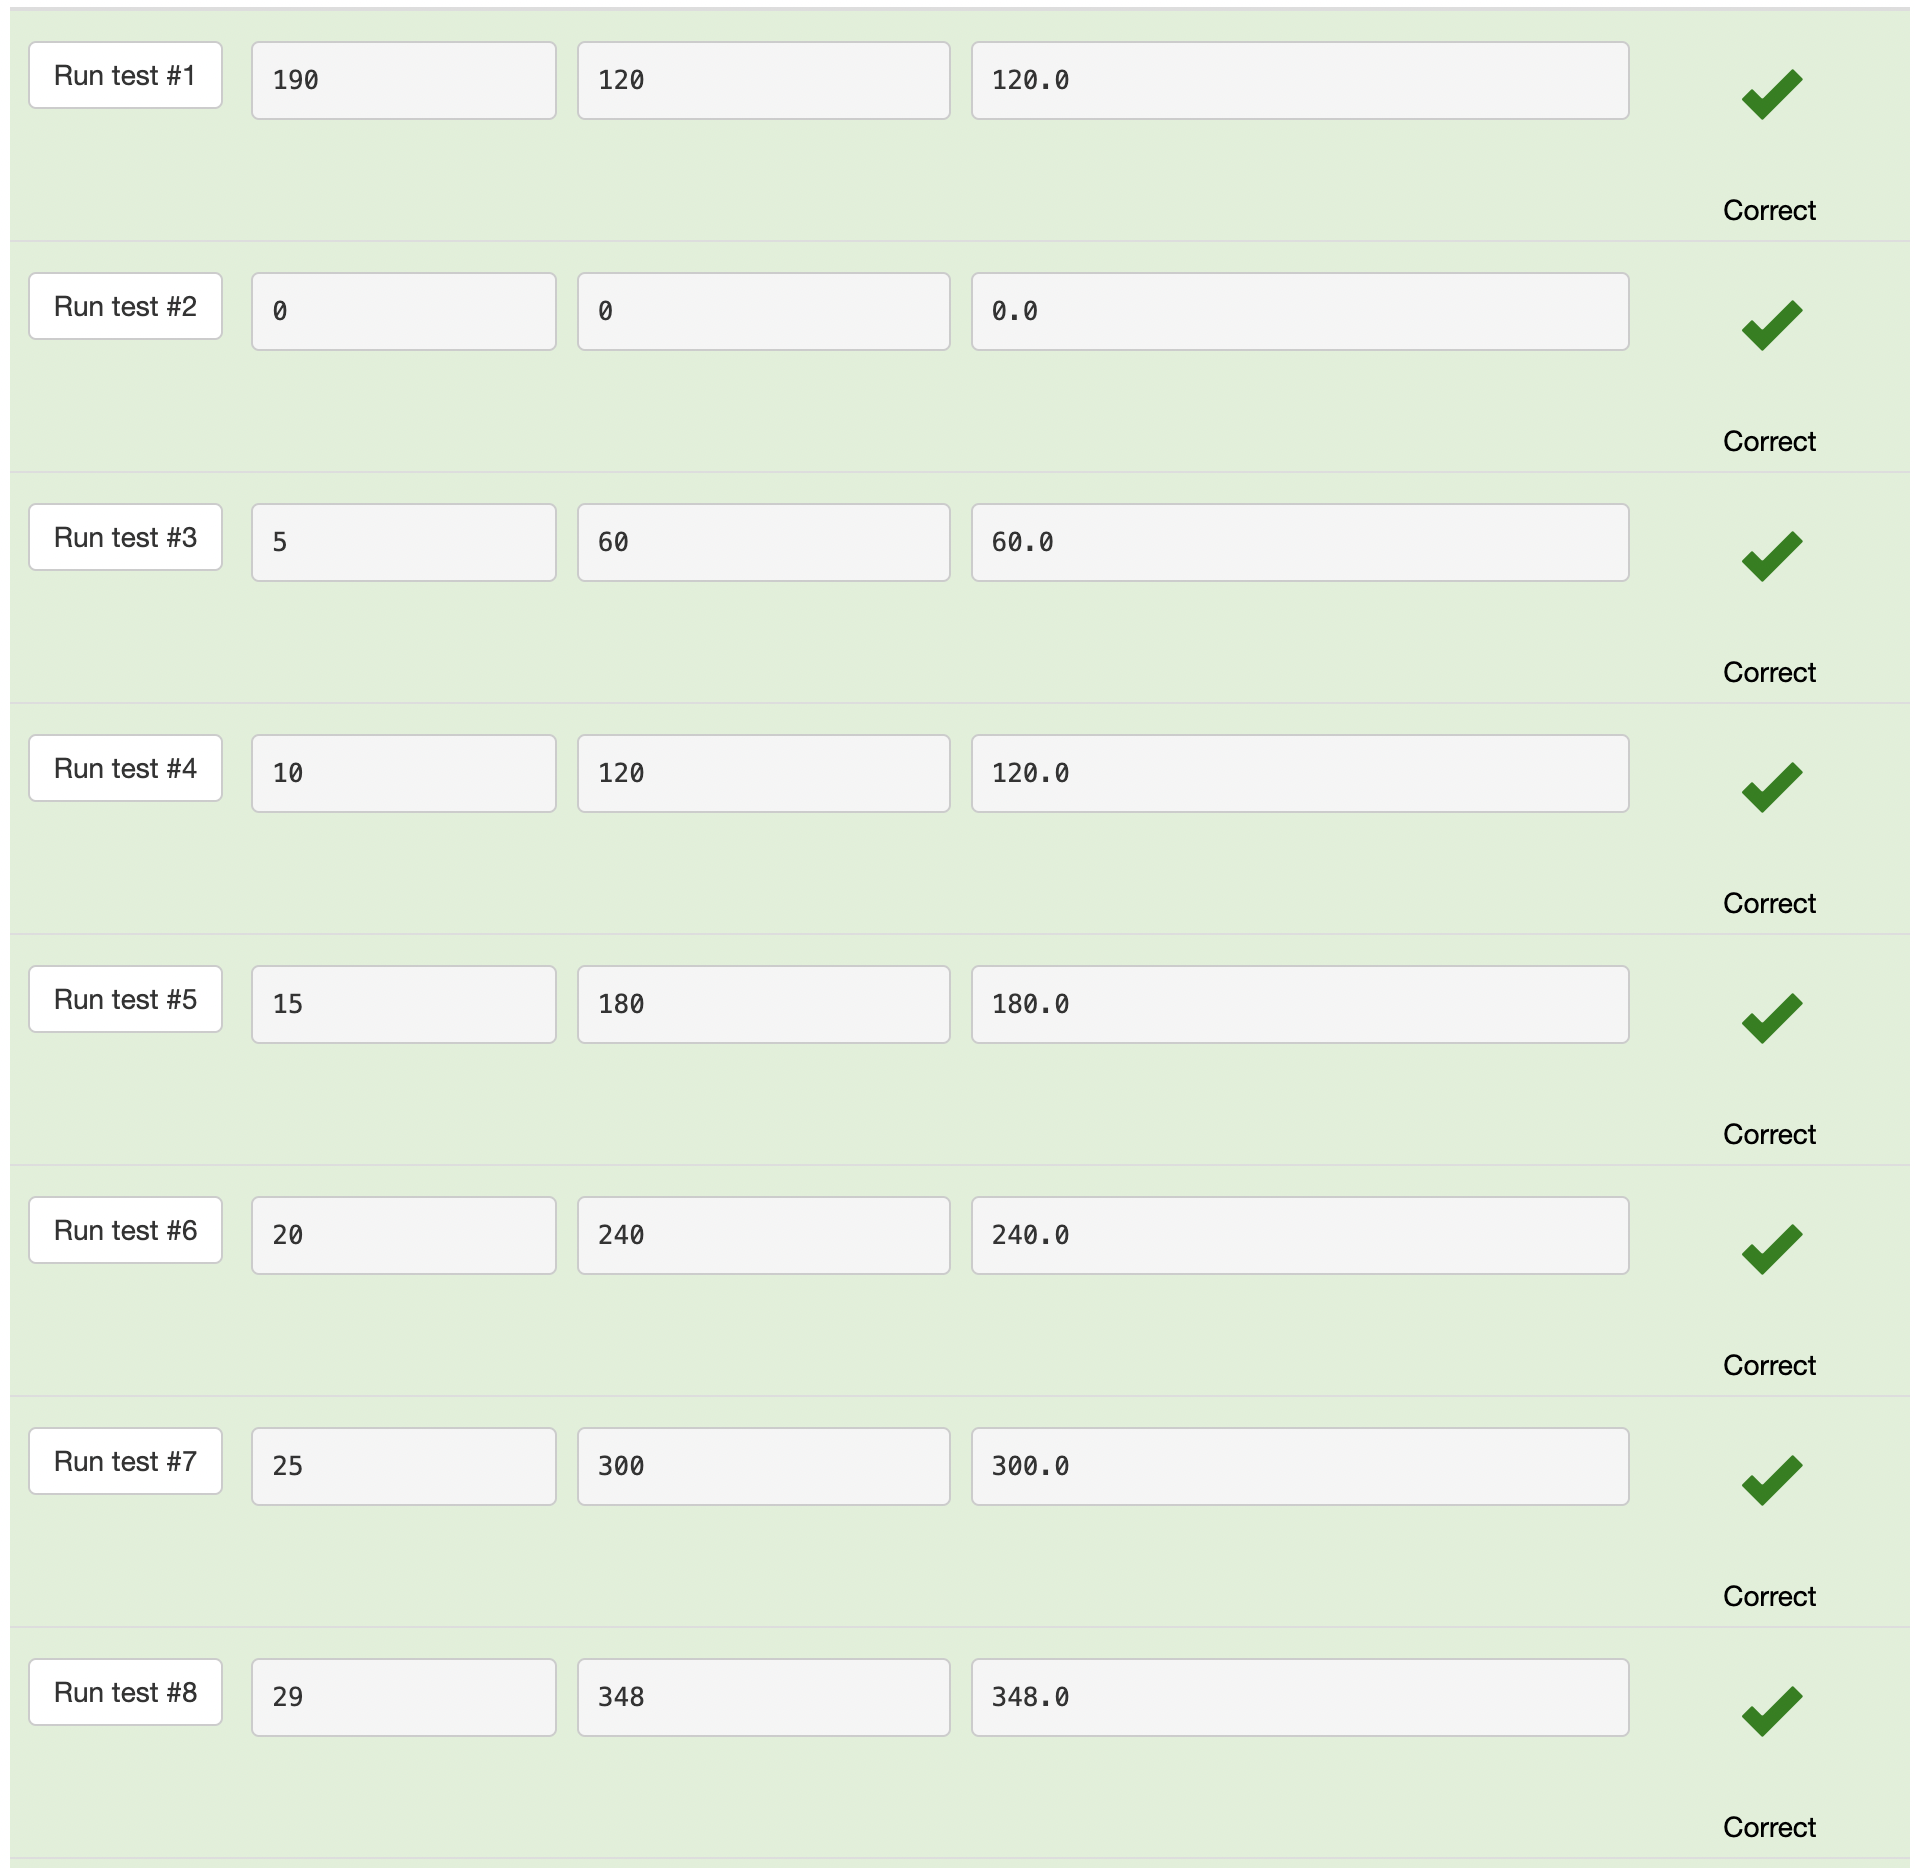 Run test #1 190 120 120.0
Correct
Run test #2 0 0 0.0
Correct
Run test #3 5 60 60.0
Correct
Run test #4 10 120 120.0
Correct
Run test #5 15 180 180.0
Correct
Run test #6 20 240 240.0
Correct
Run test #7 25 300 300.0
Correct
Run test #8 29 348 348.0
Correct